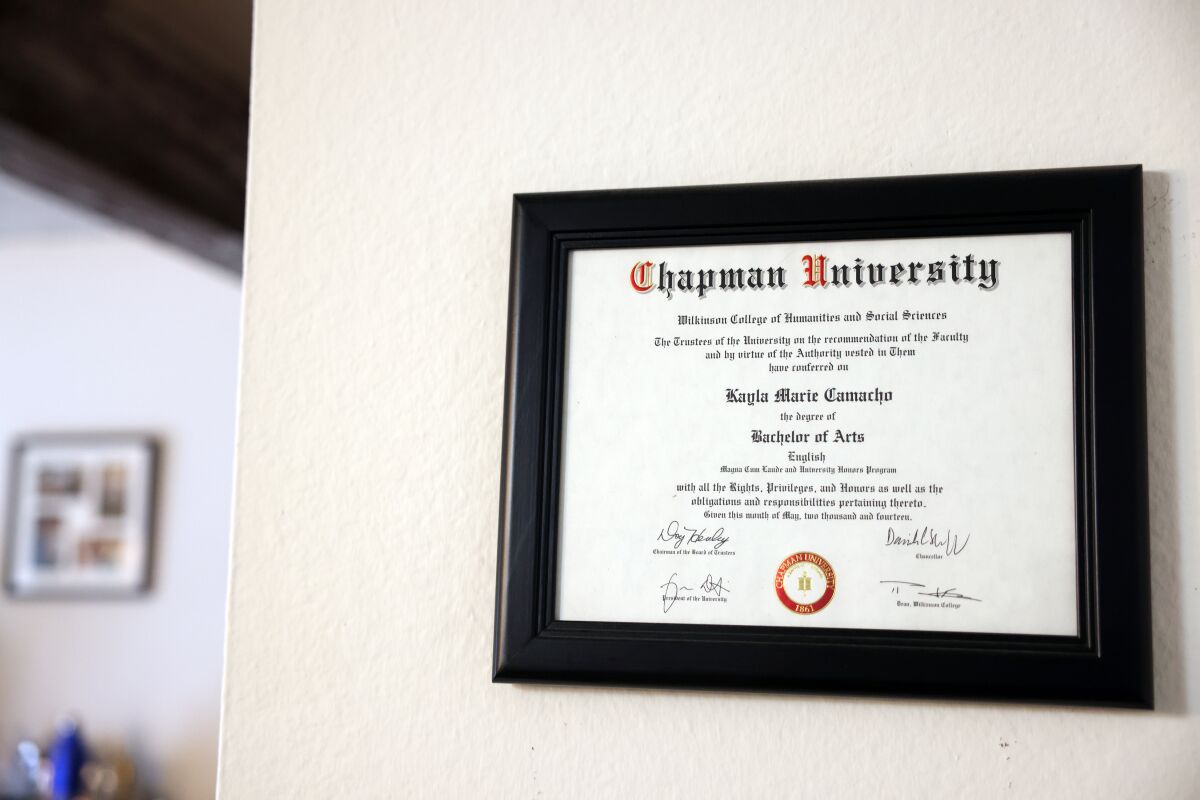 Chapman University
Wilkinson College of Humanities and Social Sciences
The Trustees of the University on the recommendation of the Faculty
and by virtue of the Authority vested in Them
have conferred on
Kayla Marie Camacho
the degree of
Bachelor of Arts
English
Magna Cum Laude and University Honors Program
with all the Rights, Privileges, and Honors as well as the
obligations and responsibilities pertaining thereto.
Given this month of May, two thousand and fourteen.
Chairman of the Board of Trustees
Chancellor
President of the University
Dean, Wilkinson College
CHAPMAN UNIVERSITY
1861